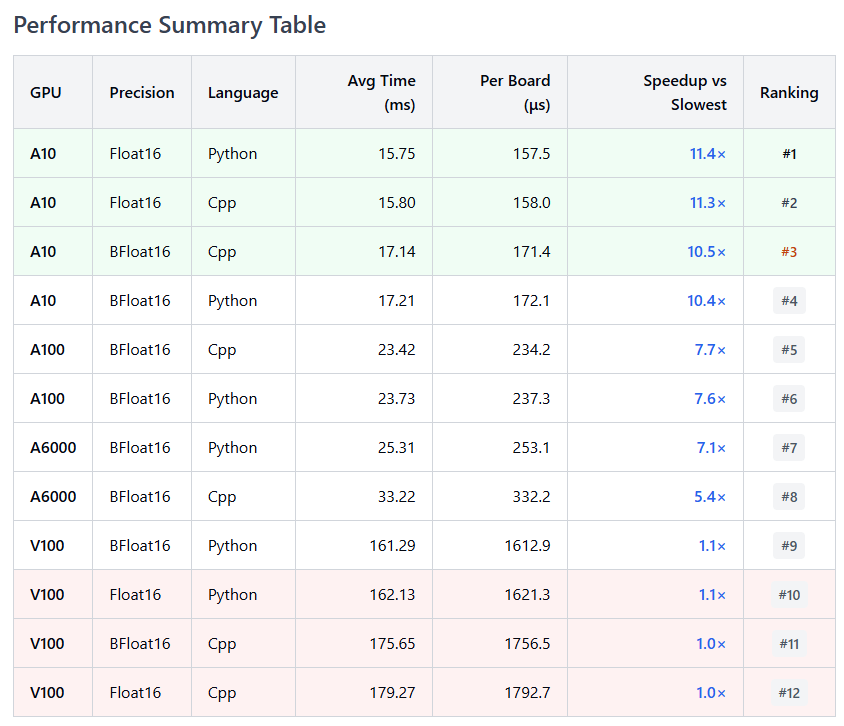 Performance Summary Table
GPU Precision Language Avg Time (ms) Per Board (µs) Speedup vs Slowest Ranking
A10 Float16 Python 15.75 157.5 11.4× #1
A10 Float16 Cpp 15.80 158.0 11.3× #2
A10 BFloat16 Cpp 17.14 171.4 10.5× #3
A10 BFloat16 Python 17.21 172.1 10.4× #4
A100 BFloat16 Cpp 23.42 234.2 7.7× #5
A100 BFloat16 Python 23.73 237.3 7.6× #6
A6000 BFloat16 Python 25.31 253.1 7.1× #7
A6000 BFloat16 Cpp 33.22 332.2 5.4× #8
V100 BFloat16 Python 161.29 1612.9 1.1× #9
V100 Float16 Python 162.13 1621.3 1.1× #10
V100 BFloat16 Cpp 175.65 1756.5 1.0× #11
V100 Float16 Cpp 179.27 1792.7 1.0× #12